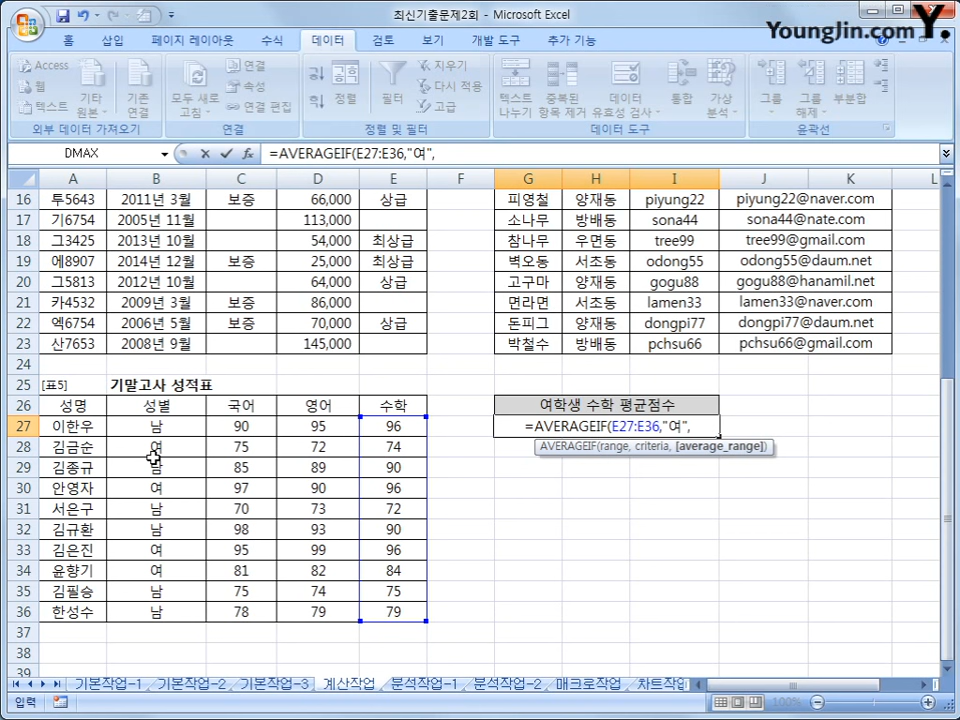 최신기출문제2회 - Microsoft Excel
YoungJin.com Y.
홈 삽입 페이지 레이아웃 수식 데이터 검토 보기 개발 도구 추가 기능
Access 웹 텍스트 기타 원본 기존 연결 모두 새로 고침 연결 속성 연결 편집 정렬 필터 지우기 다시 적용 고급 텍스트 나누기 중복된 항목 제거 데이터 유효성 검사 통합 가상 분석 그룹 그룹 해제 부분합
외부 데이터 가져오기 연결 정렬 및 필터 데이터 도구 윤곽선
DMAX =AVERAGEIF(E27:E36,"여",
A B C D E F G H I J K L
16 투5643 2011년 3월 보증 66,000 상급 피영철 양재동 piyung22 piyung22@naver.com
17 기6754 2005년 11월 113,000 소나무 방배동 sona44 sona44@nate.com
18 그3425 2013년 10월 54,000 최상급 참나무 우면동 tree99 tree99@gmail.com
19 에8907 2014년 12월 보증 25,000 최상급 벽오동 서조동 odong55 odong55@daum.net
20 그5813 2012년 10월 64,000 상급 고구마 양재동 gogu88 gogu88@hanamil.net
21 카4532 2009년 3월 보증 86,000 면라면 서조동 lamen33 lamen33@naver.com
22 엑6754 2006년 5월 보증 70,000 상급 돈피그 양재동 dongpi77 dongpi77@daum.net
23 산7653 2008년 9월 145,000 박철수 방배동 pchsu66 pchsu66@gmail.com
24
25 [표5] 기말고사 성적표
26 성명 성별 국어 영어 수학 여학생 수학 평균점수
27 이한우 남 90 95 96 =AVERAGEIF(E27:E36,"여",
28 김금순 여 75 72 74 AVERAGEIF(range, criteria, [average_range])
29 김종규 남 85 89 90
30 안영자 여 97 90 96
31 서은구 남 70 73 72
32 김규환 남 98 93 90
33 김은진 여 95 99 96
34 윤향기 여 81 82 84
35 김필승 남 75 74 75
36 한성수 남 78 79 79
37
38
39
기본작업-1 기본작업-2 기본작업-3 계산작업 분석작업-1 분석작업-2 매크로작업 차트작업
입력 100%